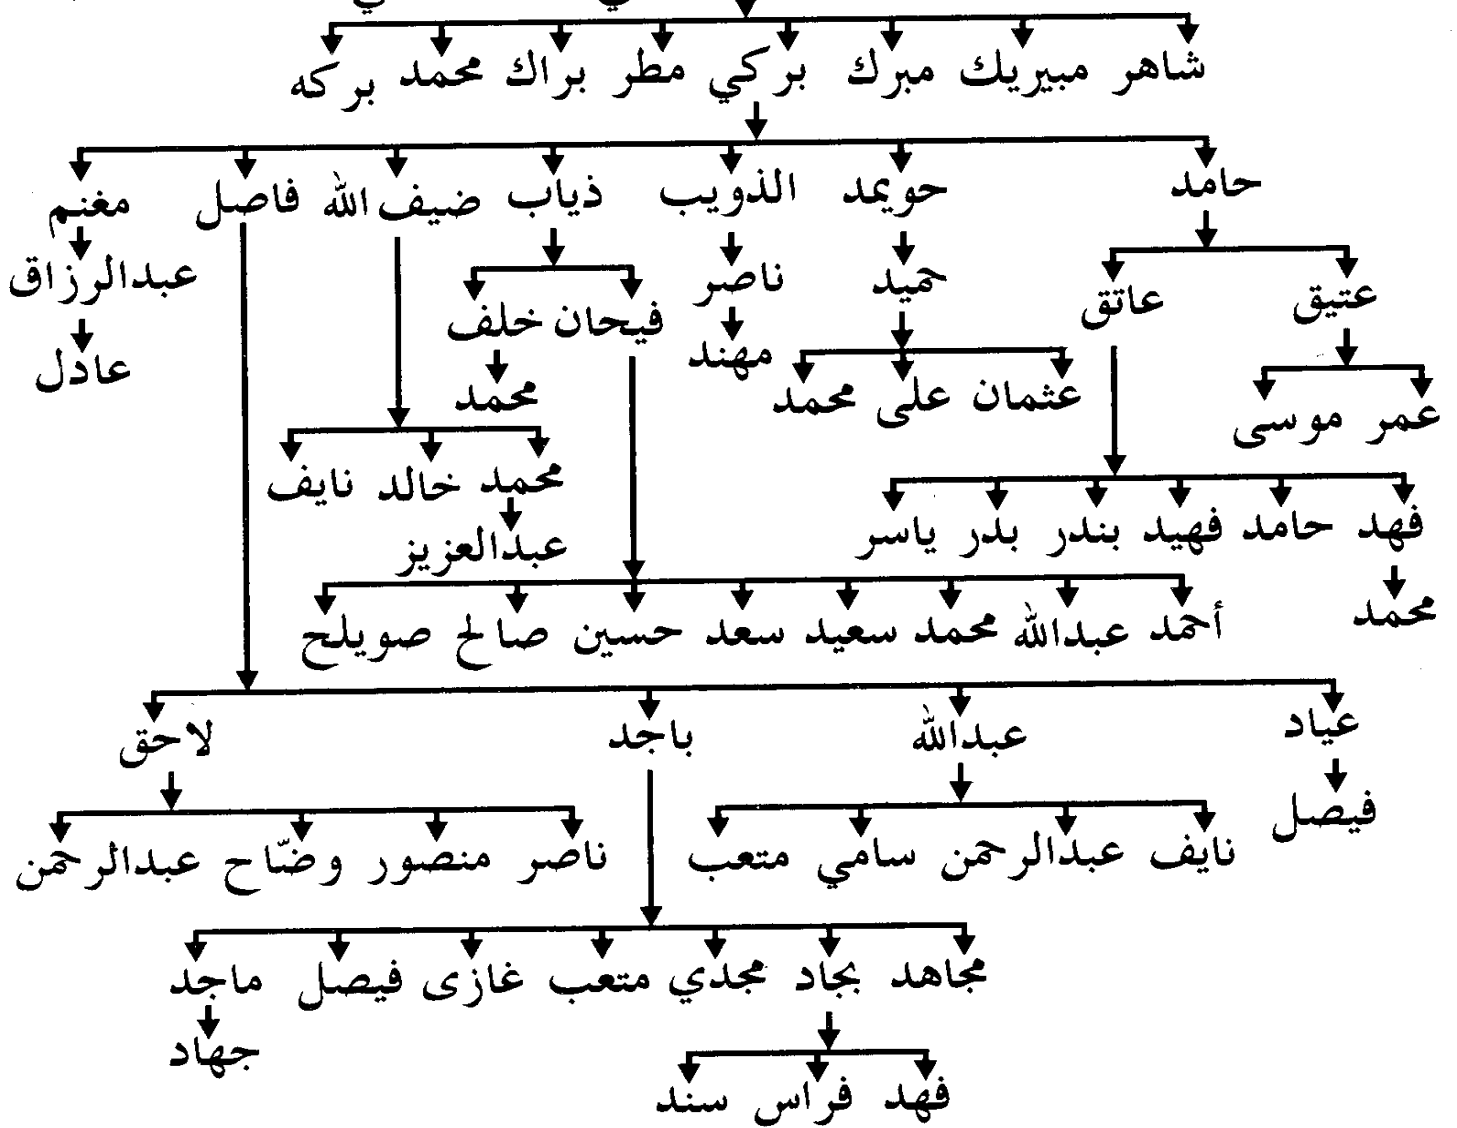 شاهر مبيريك مبرك بركي مطر براك محمد بركه
حامد حويمد الذويب ذياب ضيف الله فاصل مغنم
عتيق عاتق حميد ناصر فيحان خلف عبدالرزاق
عمر موسى عثمان على محمد مهند محمد عادل
محمد خالد نايف
فهد حامد فهيد بندر بدر ياسر عبدالعزيز
محمد
أحمد عبدالله محمد سعيد سعد حسين صالح صويلح
عياد عبدالله باجد لاحق
فيصل
نايف عبدالرحمن سامي متعب ناصر منصور وضّاح عبدالرحمن
مجاهد بجاد مجدي متعب غازى فيصل ماجد
جهاد
فهد فراس سند